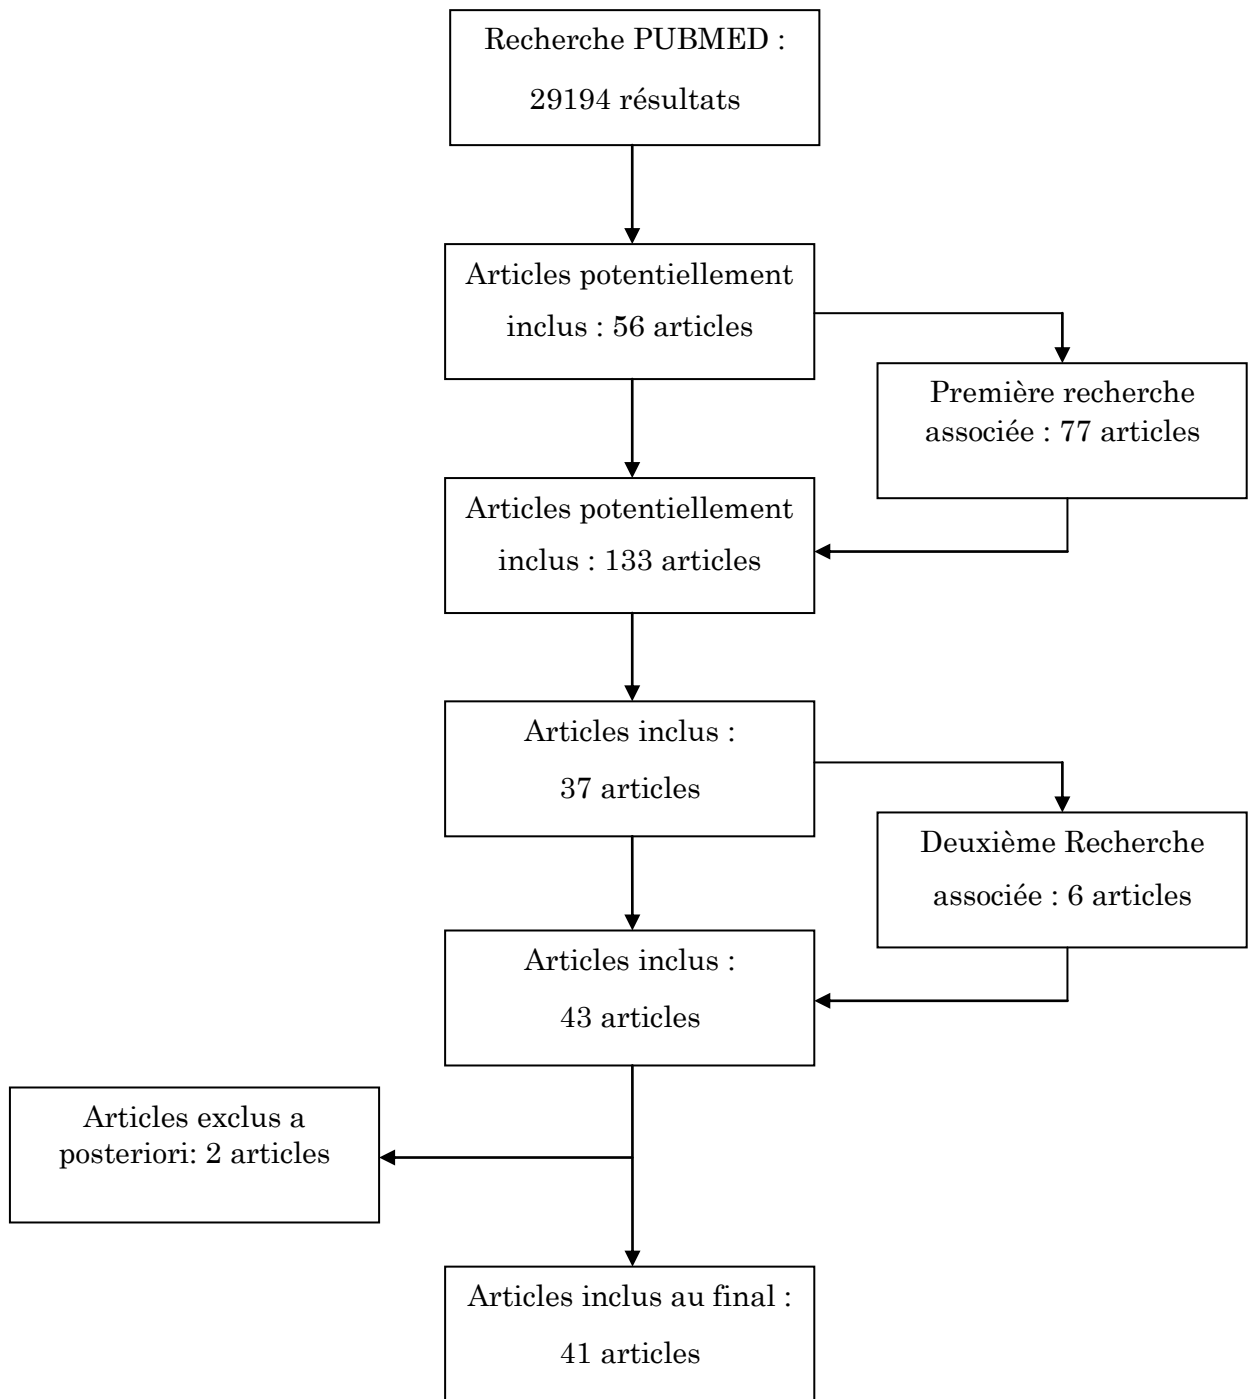 Recherche PUBMED :
29194 résultats
Articles potentiellement
inclus : 56 articles
Première recherche
associée : 77 articles
Articles potentiellement
inclus : 133 articles
Articles inclus :
37 articles
Deuxième Recherche
associée : 6 articles
Articles inclus :
43 articles
Articles exclus a
posteriori: 2 articles
Articles inclus au final :
41 articles